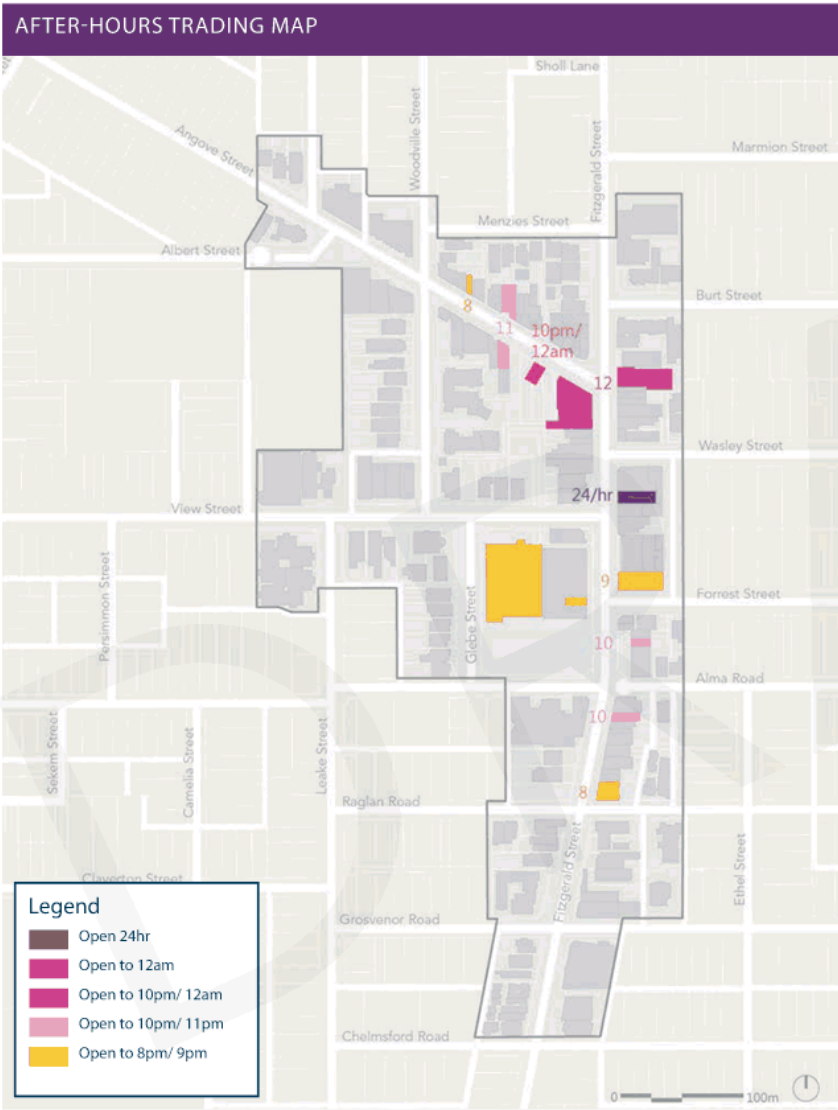 AFTER-HOURS TRADING MAP
Sholl Lane
Woodville Street
Fitzgerald Street
Angove Street
Marmion Street
Menzies Street
Albert Street
Burt Street
8
11
10pm/
12am
12
Wasley Street
24/hr
View Street
Persimmon Street
Glebe Street
9
Forrest Street
10
Alma Road
10
Sekem Street
Camelia Street
Leake Street
8
Raglan Road
Fitzgerald Street
Ethel Street
Claverton Street
Grosvenor Road
Chelmsford Road
Legend
Open 24hr
Open to 12am
Open to 10pm/ 12am
Open to 10pm/ 11pm
Open to 8pm/ 9pm
0 100m